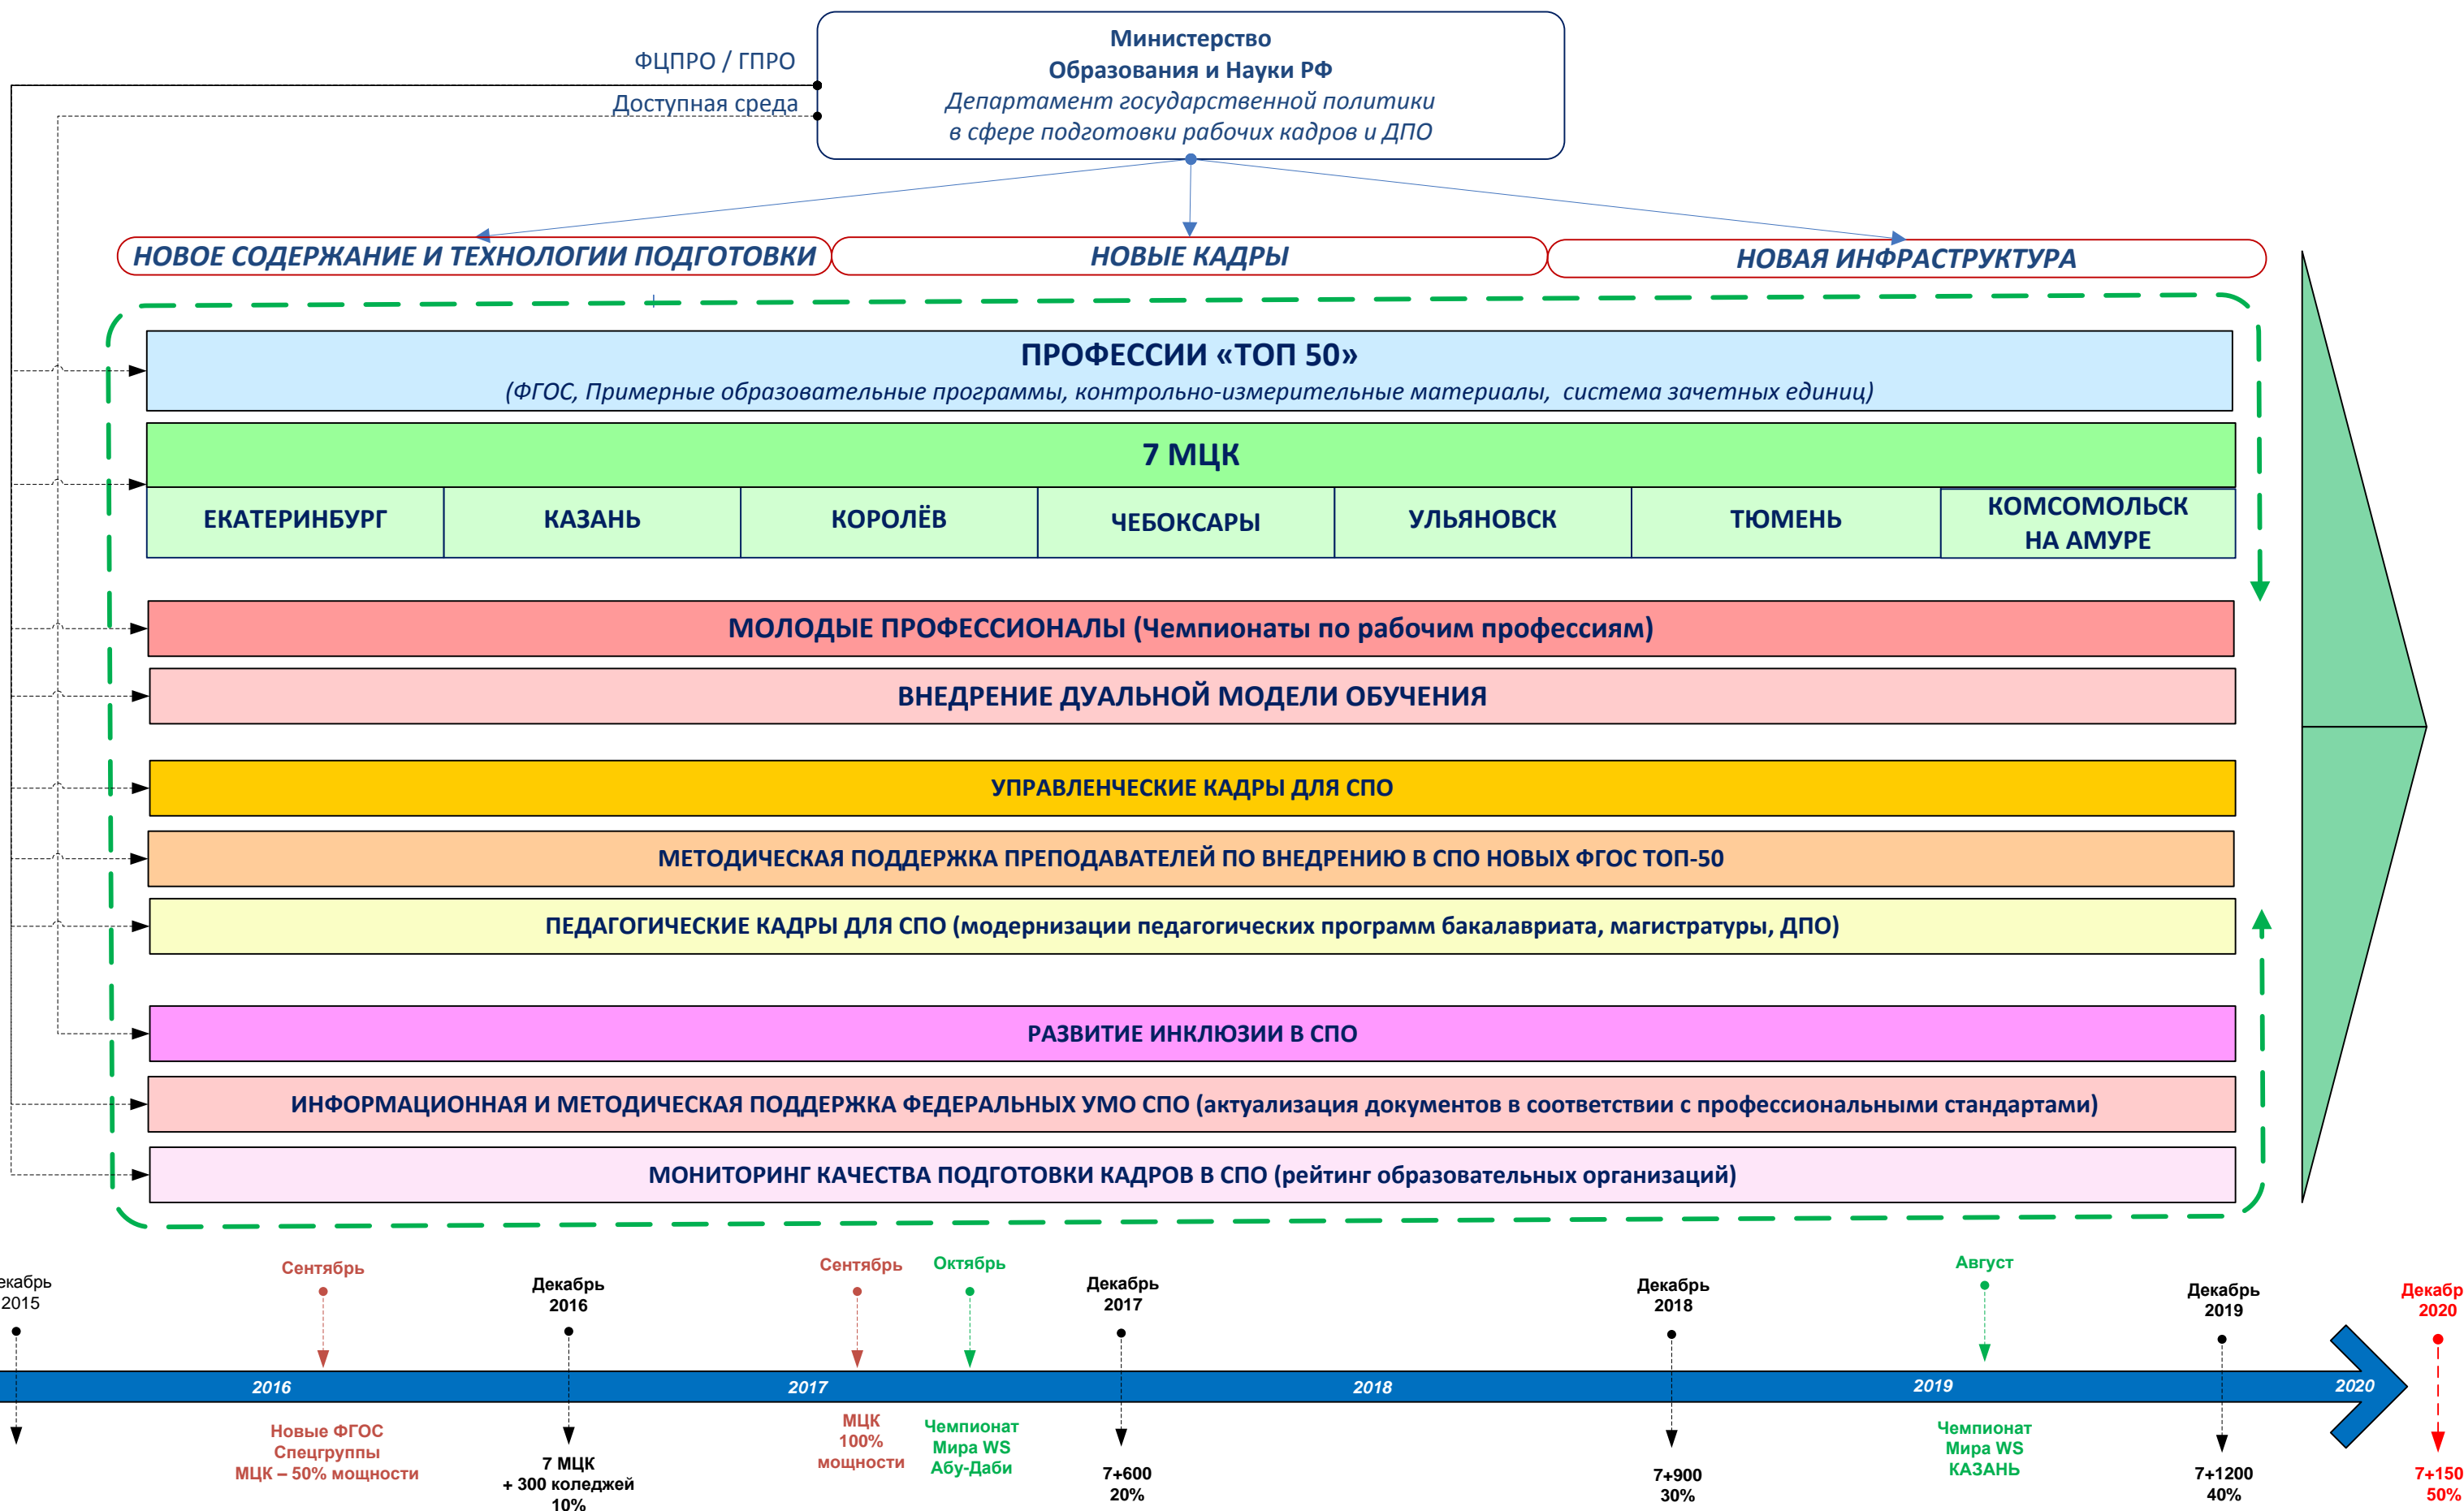 Министерство
Образования и Науки РФ
Департамент государственной политики
в сфере подготовки рабочих кадров и ДПО
ФЦПРО / ГПРО
Доступная среда
НОВОЕ СОДЕРЖАНИЕ И ТЕХНОЛОГИИ ПОДГОТОВКИ
НОВЫЕ КАДРЫ
НОВАЯ ИНФРАСТРУКТУРА
ПРОФЕССИИ «ТОП 50»
(ФГОС, Примерные образовательные программы, контрольно-измерительные материалы, система зачетных единиц)
7 МЦК
ЕКАТЕРИНБУРГ
КАЗАНЬ
КОРОЛЁВ
ЧЕБОКСАРЫ
УЛЬЯНОВСК
ТЮМЕНЬ
КОМСОМОЛЬСК
НА АМУРЕ
МОЛОДЫЕ ПРОФЕССИОНАЛЫ (Чемпионаты по рабочим профессиям)
ВНЕДРЕНИЕ ДУАЛЬНОЙ МОДЕЛИ ОБУЧЕНИЯ
УПРАВЛЕНЧЕСКИЕ КАДРЫ ДЛЯ СПО
МЕТОДИЧЕСКАЯ ПОДДЕРЖКА ПРЕПОДАВАТЕЛЕЙ ПО ВНЕДРЕНИЮ В СПО НОВЫХ ФГОС ТОП-50
ПЕДАГОГИЧЕСКИЕ КАДРЫ ДЛЯ СПО (модернизации педагогических программ бакалавриата, магистратуры, ДПО)
РАЗВИТИЕ ИНКЛЮЗИИ В СПО
ИНФОРМАЦИОННАЯ И МЕТОДИЧЕСКАЯ ПОДДЕРЖКА ФЕДЕРАЛЬНЫХ УМО СПО (актуализация документов в соответствии с профессиональными стандартами)
МОНИТОРИНГ КАЧЕСТВА ПОДГОТОВКИ КАДРОВ В СПО (рейтинг образовательных организаций)
екабрь
2015
Сентябрь
Декабрь
2016
Сентябрь
Октябрь
Декабрь
2017
Декабрь
2018
Август
Декабрь
2019
Декабр
2020
2016
2017
2018
2019
2020
Новые ФГОС
Спецгруппы
МЦК – 50% мощности
7 МЦК
+ 300 коледжей
10%
МЦК
100%
мощности
Чемпионат
Мира WS
Абу-Даби
7+600
20%
7+900
30%
Чемпионат
Мира WS
КАЗАНЬ
7+1200
40%
7+150
50%